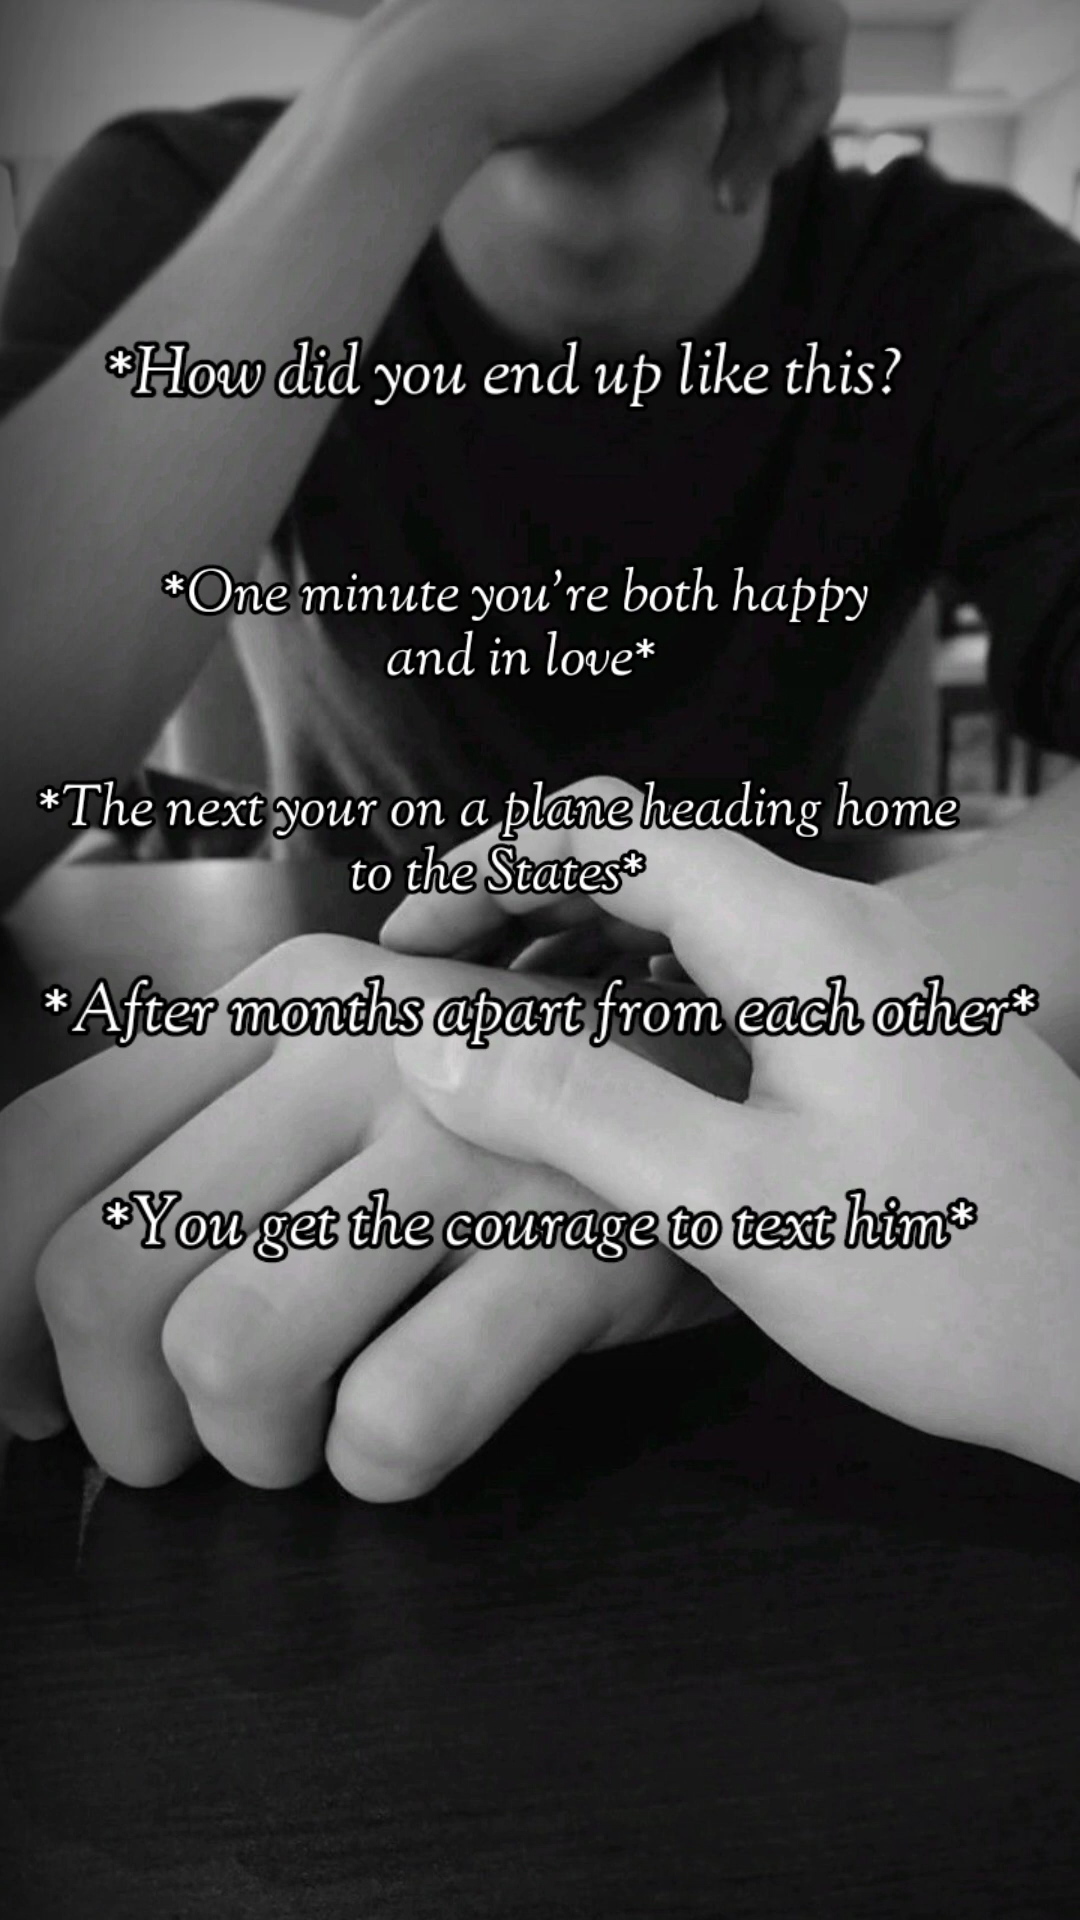 *How did you end up like this?
*One minute you're both happy
and in love*
*The next your on a plane heading home
to the States*
*After months apart from each other*
*You get the courage to text him*